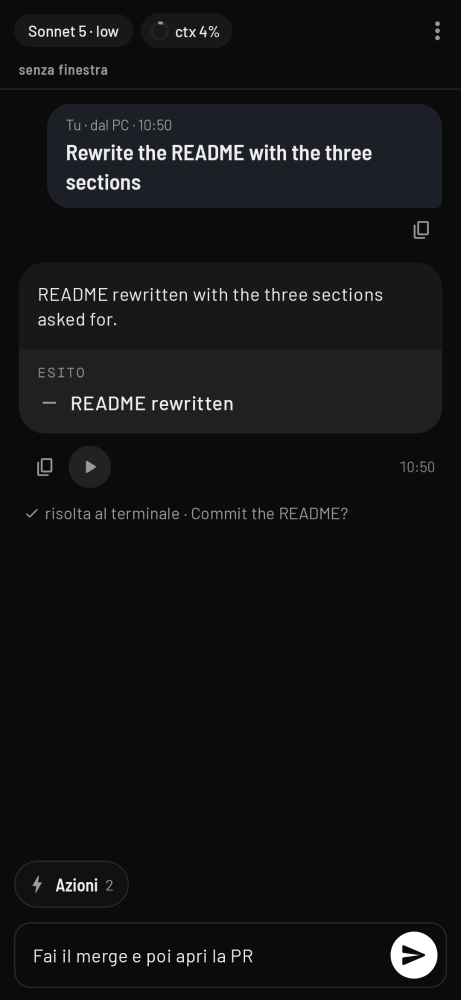 Sonnet 5 · low
ctx 4%
senza finestra
Tu · dal PC · 10:50
Rewrite the README with the three
sections
README rewritten with the three sections
asked for.
ESITO
— README rewritten
10:50
✓ risolta al terminale · Commit the README?
Azioni 2
Fai il merge e poi apri la PR